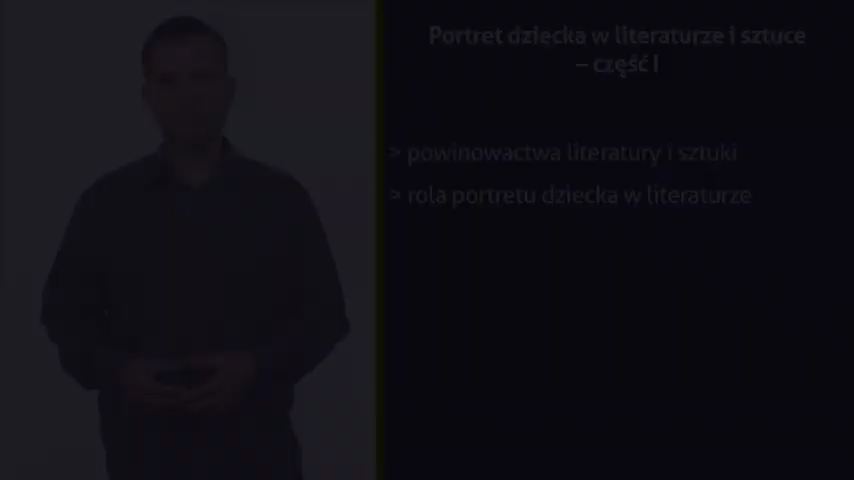 Portret dziecka w literaturze i sztuce
– część I
> powinowactwa literatury i sztuki
> rola portretu dziecka w literaturze